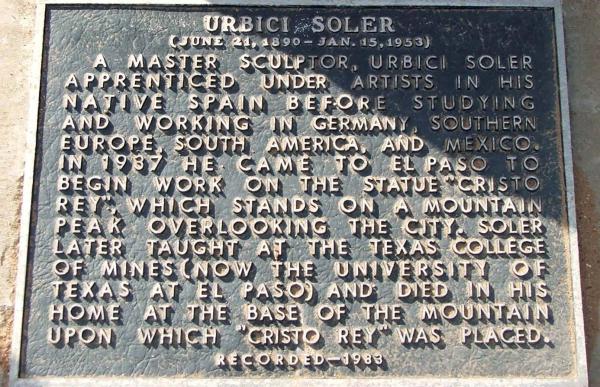 URBICI SOLER
(JUNE 21, 1890 – JAN. 15, 1953)
A MASTER SCULPTOR, URBICI SOLER
APPRENTICED UNDER ARTISTS IN HIS
NATIVE SPAIN BEFORE STUDYING
AND WORKING IN GERMANY, SOUTHERN
EUROPE, SOUTH AMERICA, AND MEXICO.
IN 1937 HE CAME TO EL PASO TO
BEGIN WORK ON THE STATUE "CRISTO
REY", WHICH STANDS ON A MOUNTAIN
PEAK OVERLOOKING THE CITY. SOLER
LATER TAUGHT AT THE TEXAS COLLEGE
OF MINES (NOW THE UNIVERSITY OF
TEXAS AT EL PASO) AND DIED IN HIS
HOME AT THE BASE OF THE MOUNTAIN
UPON WHICH "CRISTO REY" WAS PLACED.
RECORDED–1983